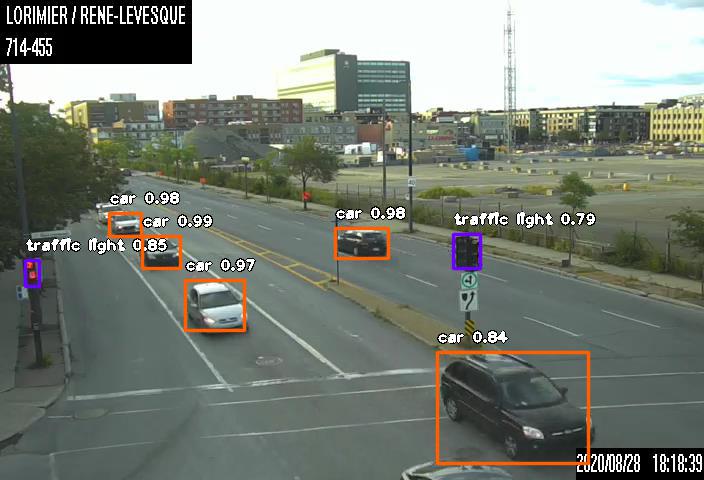 LORIMIER / RENE-LEVESQUE
714-455
car 0.98
car 0.99
car 0.98
traffic light 0.79
traffic light 0.85
car 0.97
car 0.84
2020/08/28 18:18:39